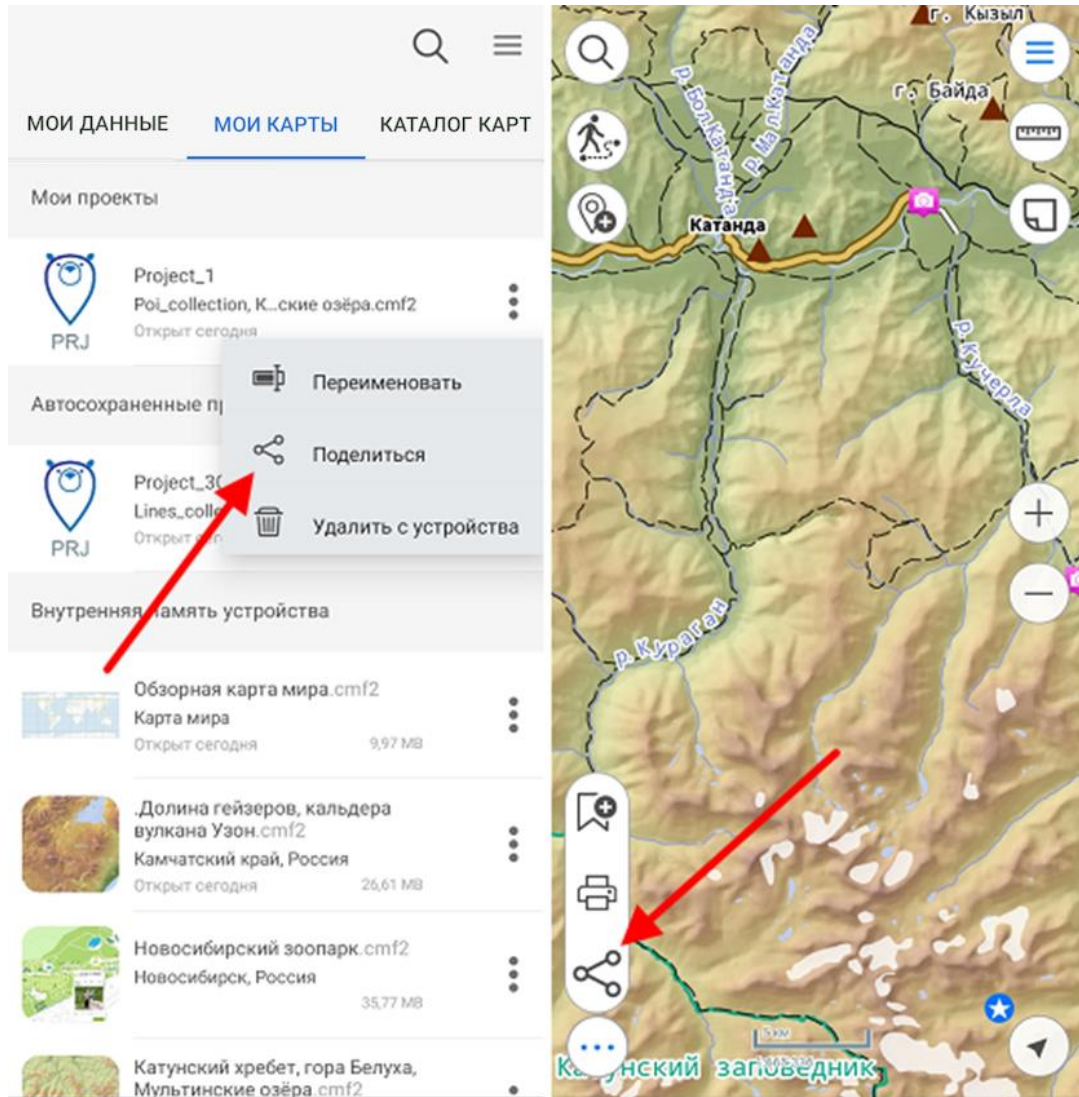 МОИ ДАННЫЕ
МОИ КАРТЫ
КАТАЛОГ КАРТ
Мои проекты
Project_1
Poi_collection, К...ские озёра.cmf2
Открыт сегодня
PRJ
Переименовать
Поделиться
Удалить с устройства
Автосохраненные
Project_30
Lines_colle
Открыт
PRJ
Внутренняя память устройства
Обзорная карта мира.cmf2
Карта мира
Открыт сегодня
9,97 MB
.Долина гейзеров, кальдера
вулкана Узон.cmf2
Камчатский край, Россия
Открыт сегодня
26,61 MB
Новосибирский зоопарк.cmf2
Новосибирск, Россия
35,77 MB
Катунский хребет, гора Белуха,
Мультинские озёра.cmf2
г. Кызыл
г. Байда
р. Бол.Катанда
р. Мал.Катанда
Катанда
р. Кучерла
р. Кураган
5 км
Катунский заповедник